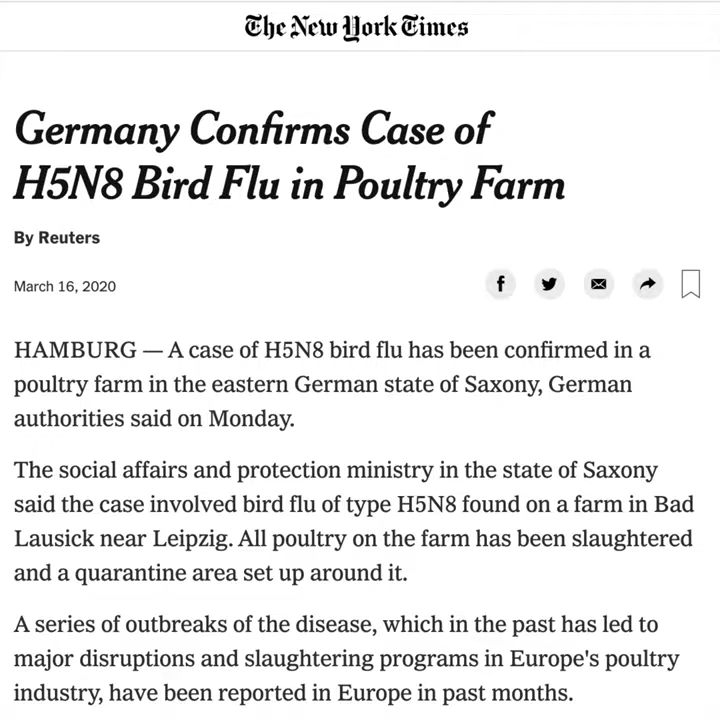 The New York Times
Germany Confirms Case of
H5N8 Bird Flu in Poultry Farm
By Reuters
March 16, 2020
HAMBURG — A case of H5N8 bird flu has been confirmed in a
poultry farm in the eastern German state of Saxony, German
authorities said on Monday.
The social affairs and protection ministry in the state of Saxony
said the case involved bird flu of type H5N8 found on a farm in Bad
Lausick near Leipzig. All poultry on the farm has been slaughtered
and a quarantine area set up around it.
A series of outbreaks of the disease, which in the past has led to
major disruptions and slaughtering programs in Europe's poultry
industry, have been reported in Europe in past months.